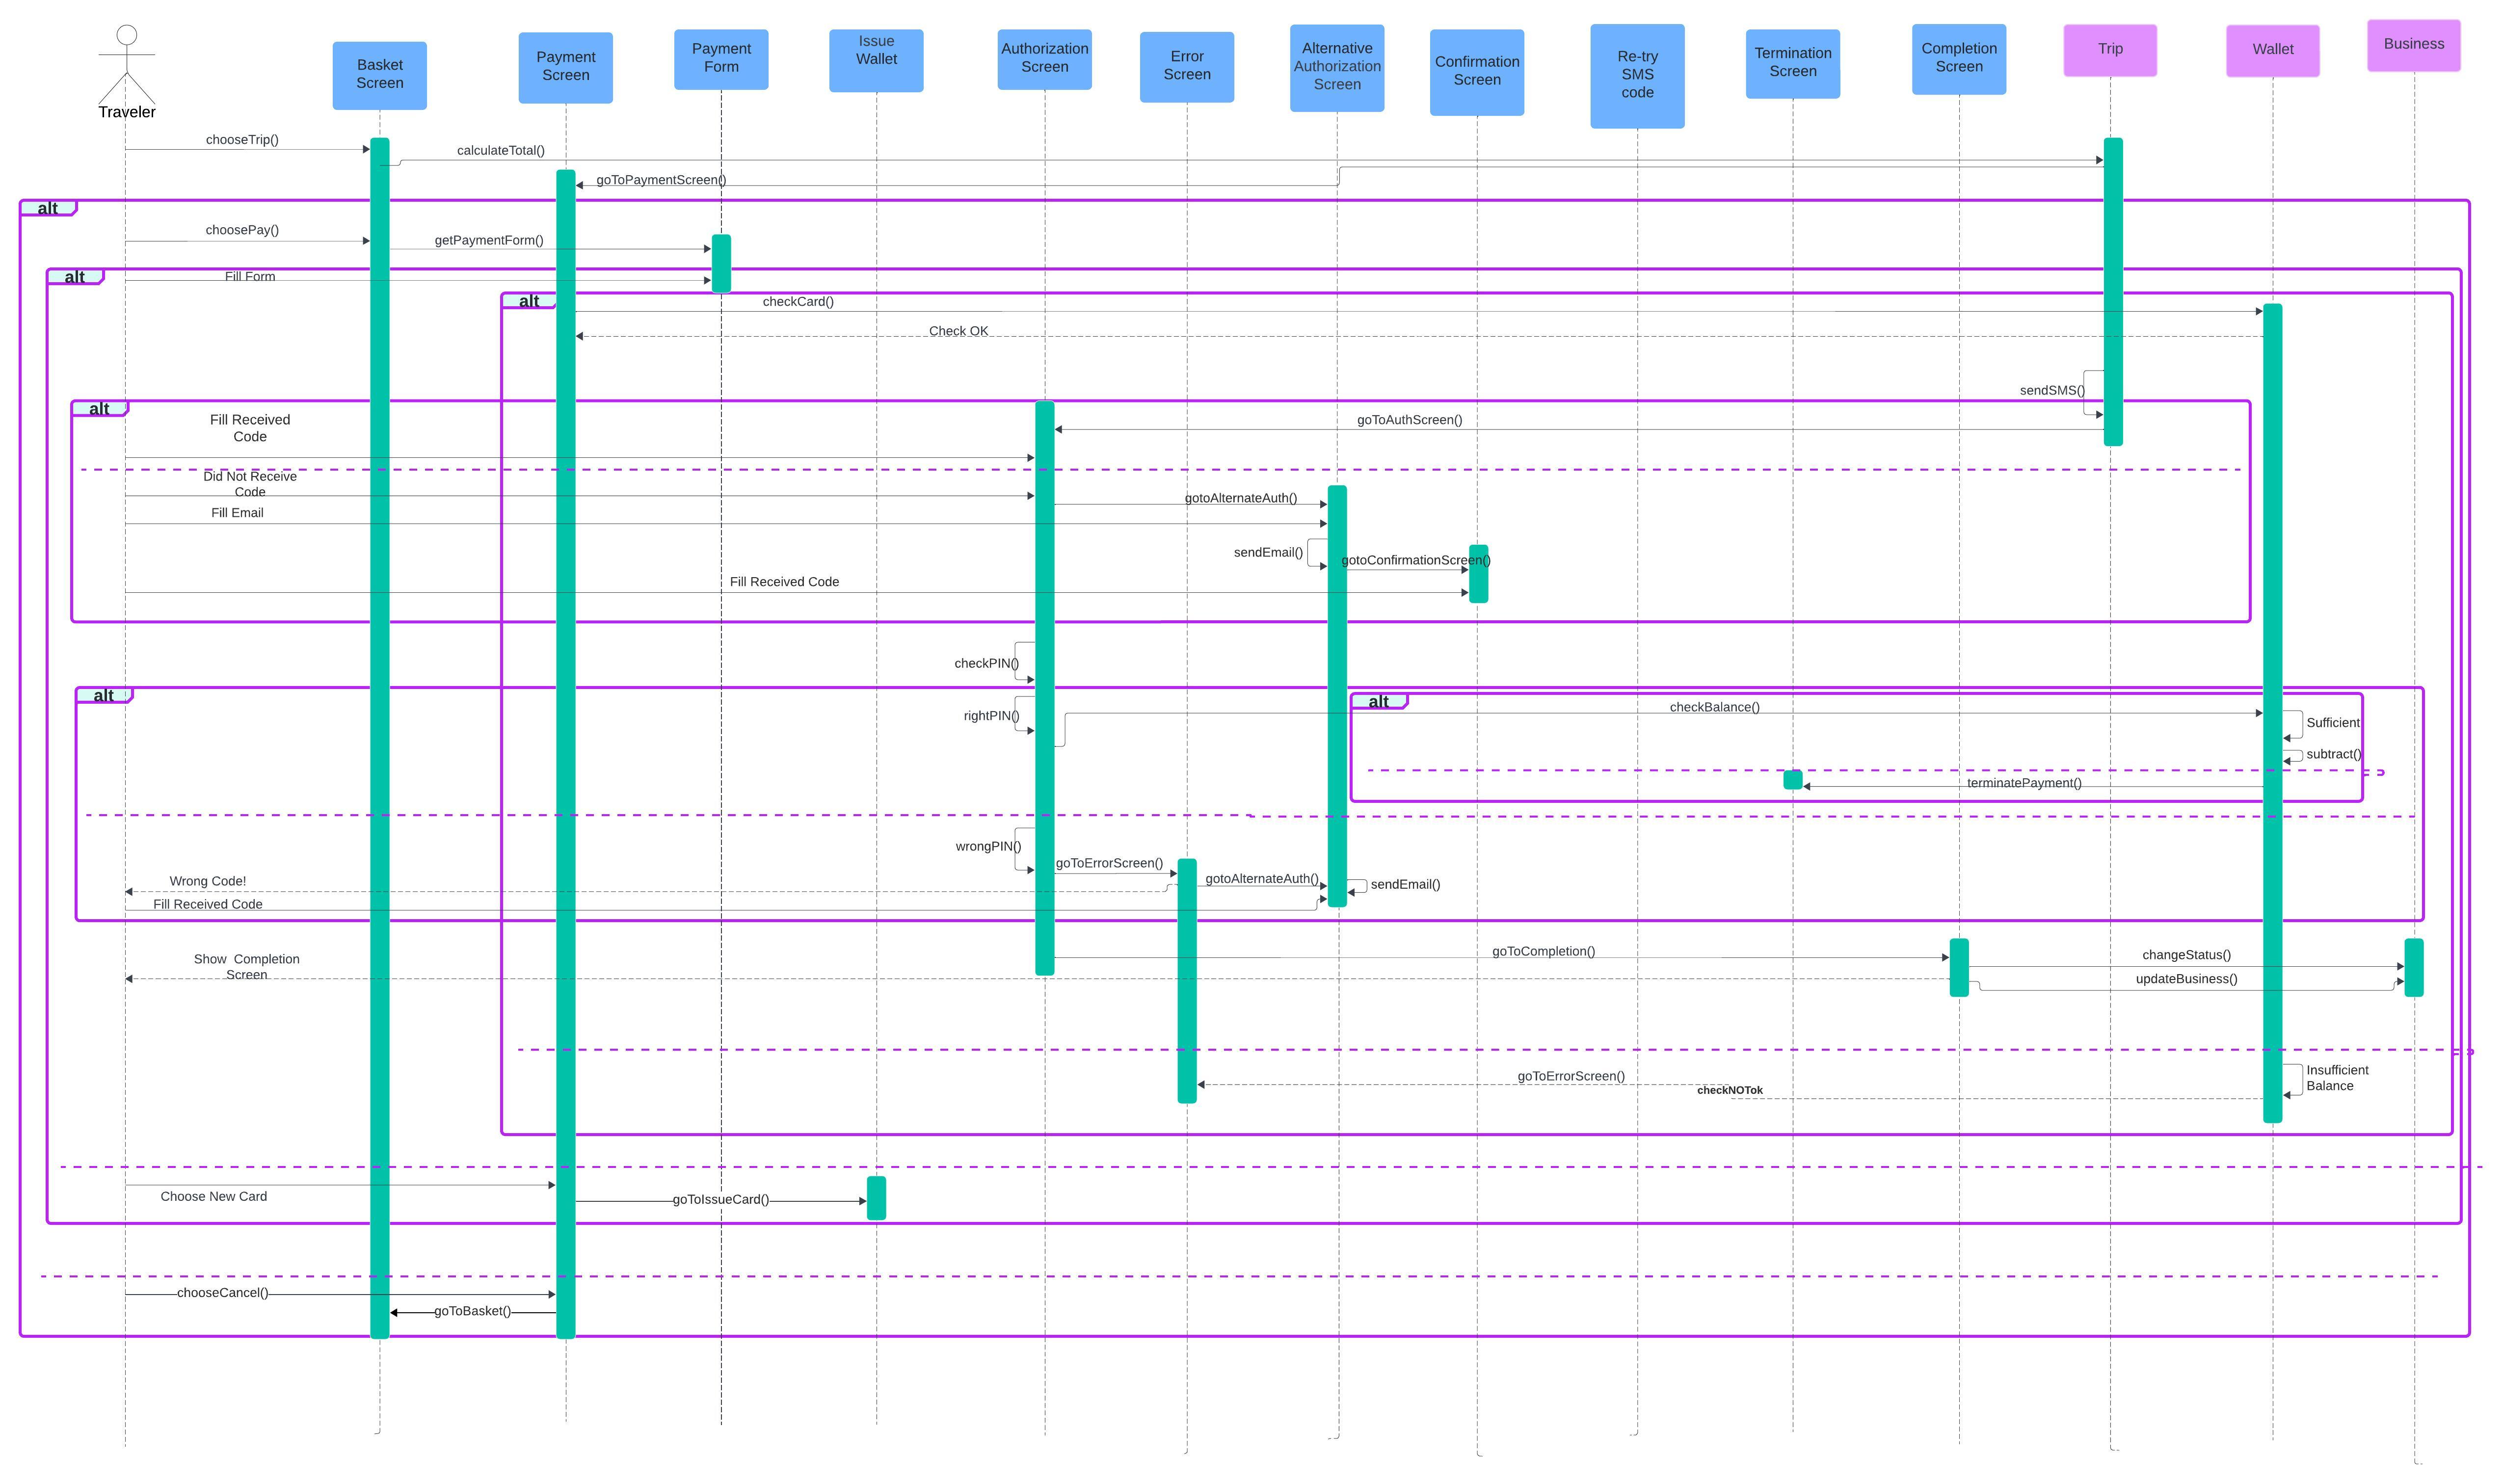 Traveler
Basket
Screen
Payment
Screen
Payment
Form
Issue
Wallet
Authorization
Screen
Error
Screen
Alternative
Authorization
Screen
Confirmation
Screen
Re-try
SMS
code
Termination
Screen
Completion
Screen
Trip
Wallet
Business
chooseTrip()
calculateTotal()
goToPaymentScreen()
alt
choosePay()
getPaymentForm()
alt
Fill Form
alt
checkCard()
Check OK
sendSMS()
alt
Fill Received
Code
goToAuthScreen()
Did Not Receive
Code
gotoAlternateAuth()
Fill Email
sendEmail()
gotoConfirmationScreen()
Fill Received Code
checkPIN()
alt
alt
rightPIN()
checkBalance()
Sufficient
subtract()
terminatePayment()
wrongPIN()
goToErrorScreen()
Wrong Code!
gotoAlternateAuth()
sendEmail()
Fill Received Code
goToCompletion()
changeStatus()
Show  Completion
Screen
updateBusiness()
goToErrorScreen()
checkNOTok
Insufficient
Balance
Choose New Card
goToIssueCard()
chooseCancel()
goToBasket()